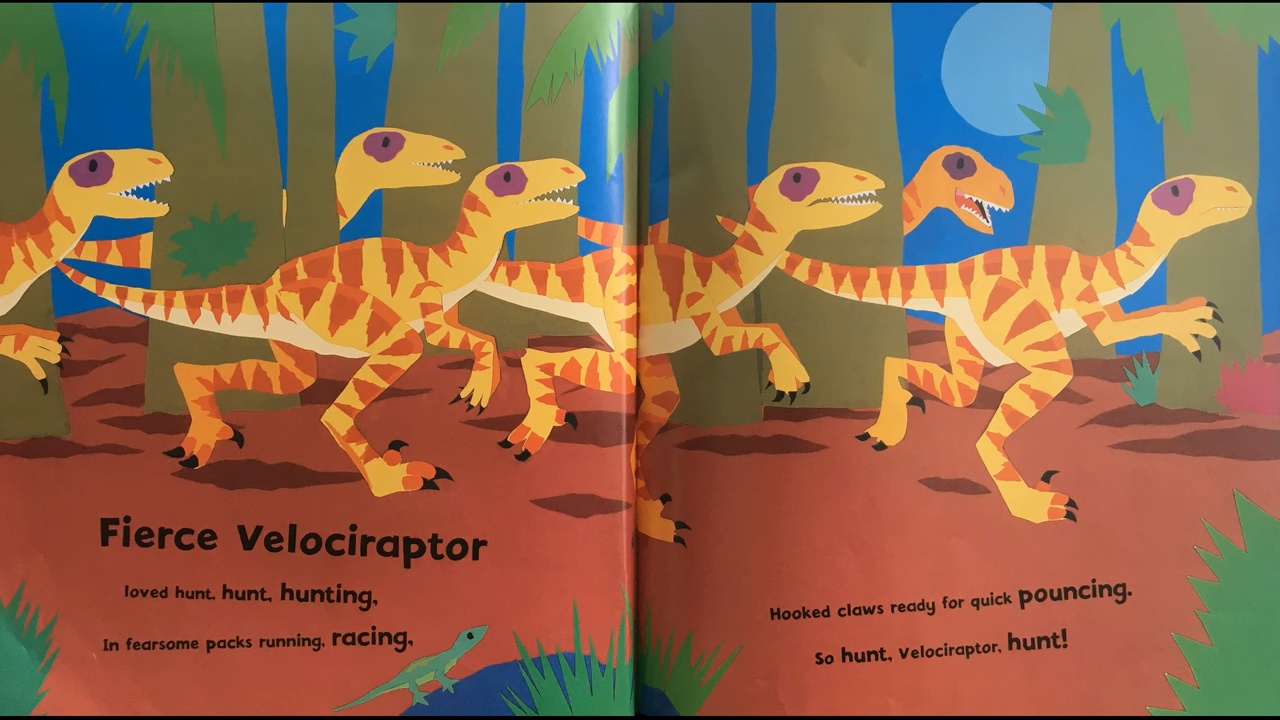 Fierce Velociraptor
loved hunt, hunt, hunting,
In fearsome packs running, racing,
Hooked claws ready for quick pouncing.
So hunt, Velociraptor, hunt!